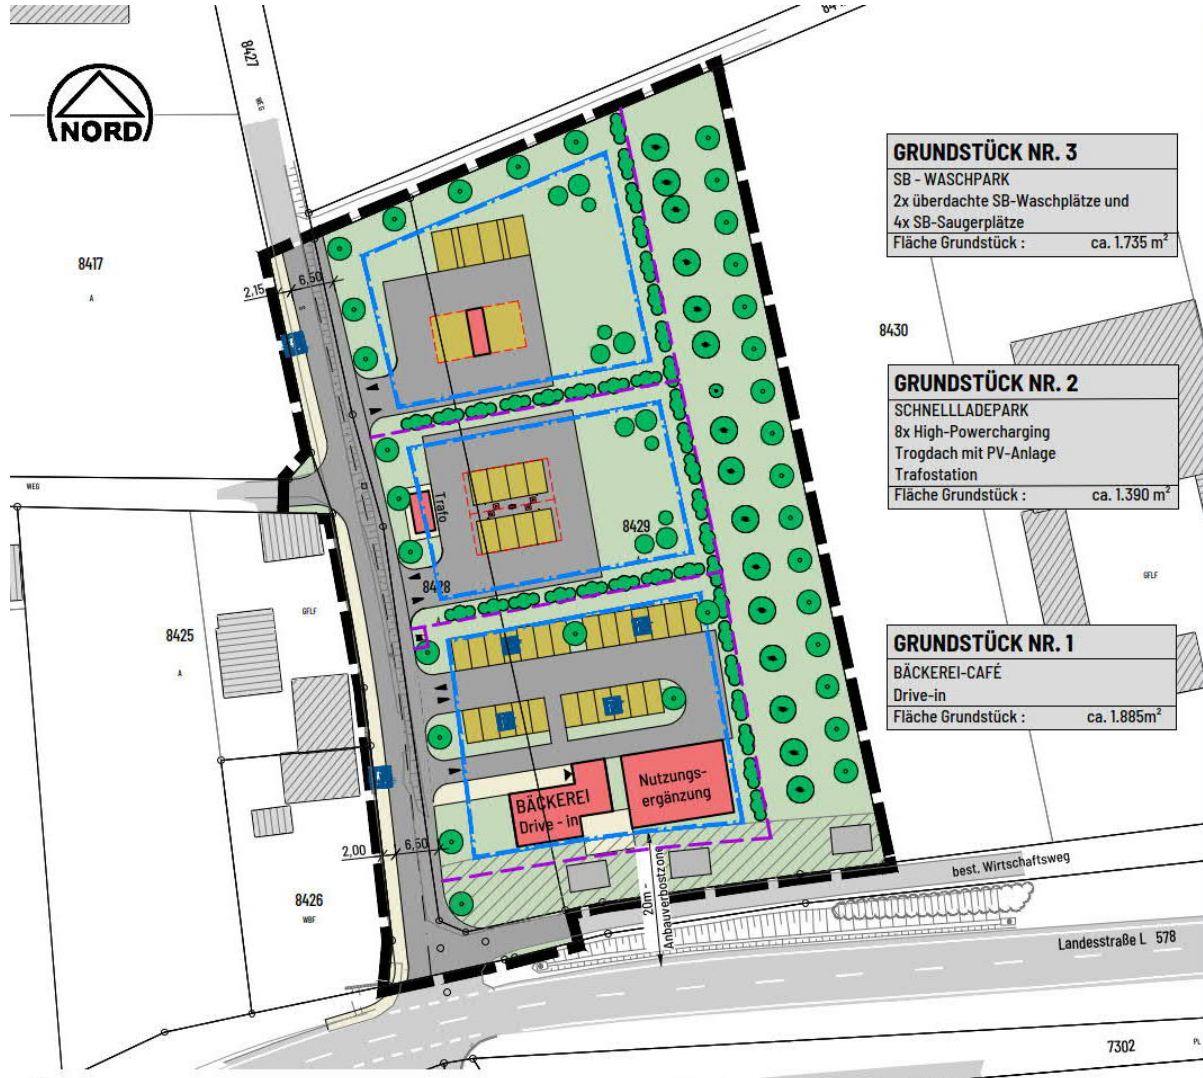 8427
WEG
NORD
8417
A
2,15
6,50
S
GRUNDSTÜCK NR. 3
SB - WASCHPARK
2x überdachte SB-Waschplätze und
4x SB-Saugerplätze
Fläche Grundstück : ca. 1.735 m²
8430
GRUNDSTÜCK NR. 2
SCHNELLLADEPARK
8x High-Powercharging
Trogdach mit PV-Anlage
Trafostation
Fläche Grundstück : ca. 1.390 m²
WEG
Trafo
8429
8428
GFLF
GFLF
8425
A
GRUNDSTÜCK NR. 1
BÄCKEREI-CAFÉ
Drive-in
Fläche Grundstück : ca. 1.885m²
BÄCKEREI
Drive - in
Nutzungs-
ergänzung
2,00
6,50
8426
WBF
20m -
Anbauverbostzone
best. Wirtschaftsweg
Landesstraße L 578
7302
PL